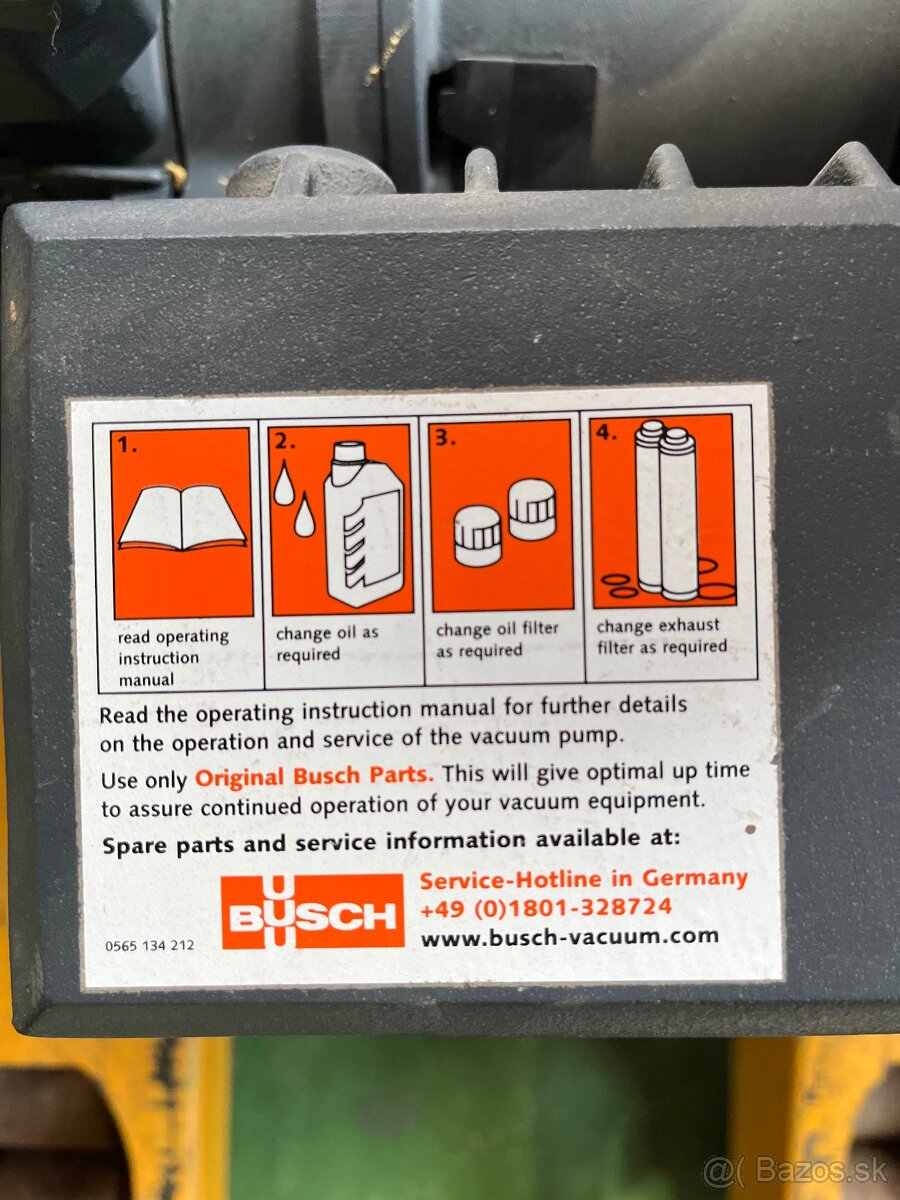 1.
read operating
instruction
manual
2.
change oil as
required
3.
change oil filter
as required
4.
change exhaust
filter as required
Read the operating instruction manual for further details
on the operation and service of the vacuum pump.
Use only Original Busch Parts. This will give optimal up time
to assure continued operation of your vacuum equipment.
Spare parts and service information available at:
0565 134 212
U
BUSCH
U
Service-Hotline in Germany
+49 (0)1801-328724
www.busch-vacuum.com
@( Bazos.sk